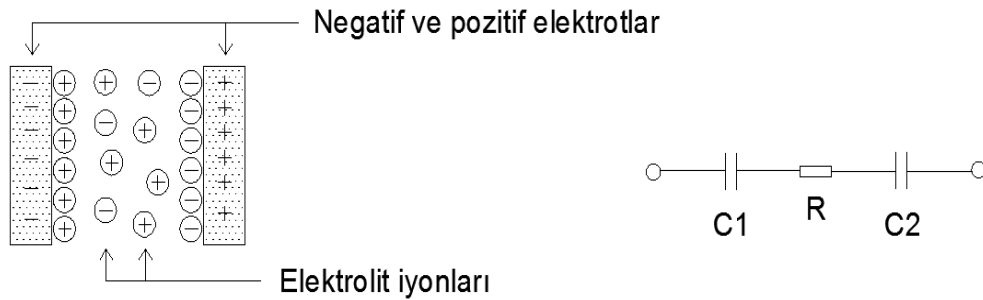 Negatif ve pozitif elektrotlar
C1
R
C2
Elektrolit iyonları